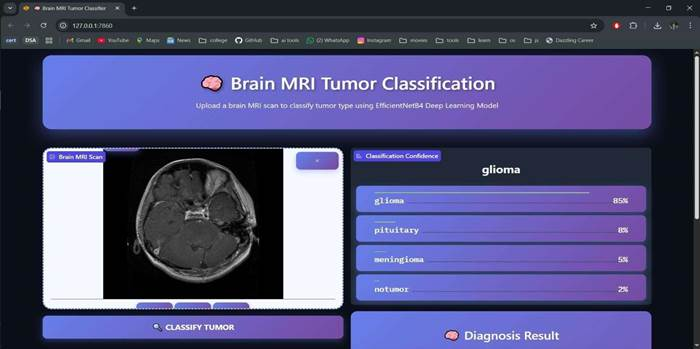 Brain MRI Tumor Classifier
127.0.0.1:7860
cert
DSA
Gmail
YouTube
Maps
News
college
GitHub
ai tools
(2) WhatsApp
Instagram
movies
tools
learn
os
js
Dazzling Career
Brain MRI Tumor Classification
Upload a brain MRI scan to classify tumor type using EfficientNetB4 Deep Learning Model
Brain MRI Scan
CLASSIFY TUMOR
Classification Confidence
glioma
glioma 85%
pituitary 8%
meningioma 5%
notumor 2%
Diagnosis Result